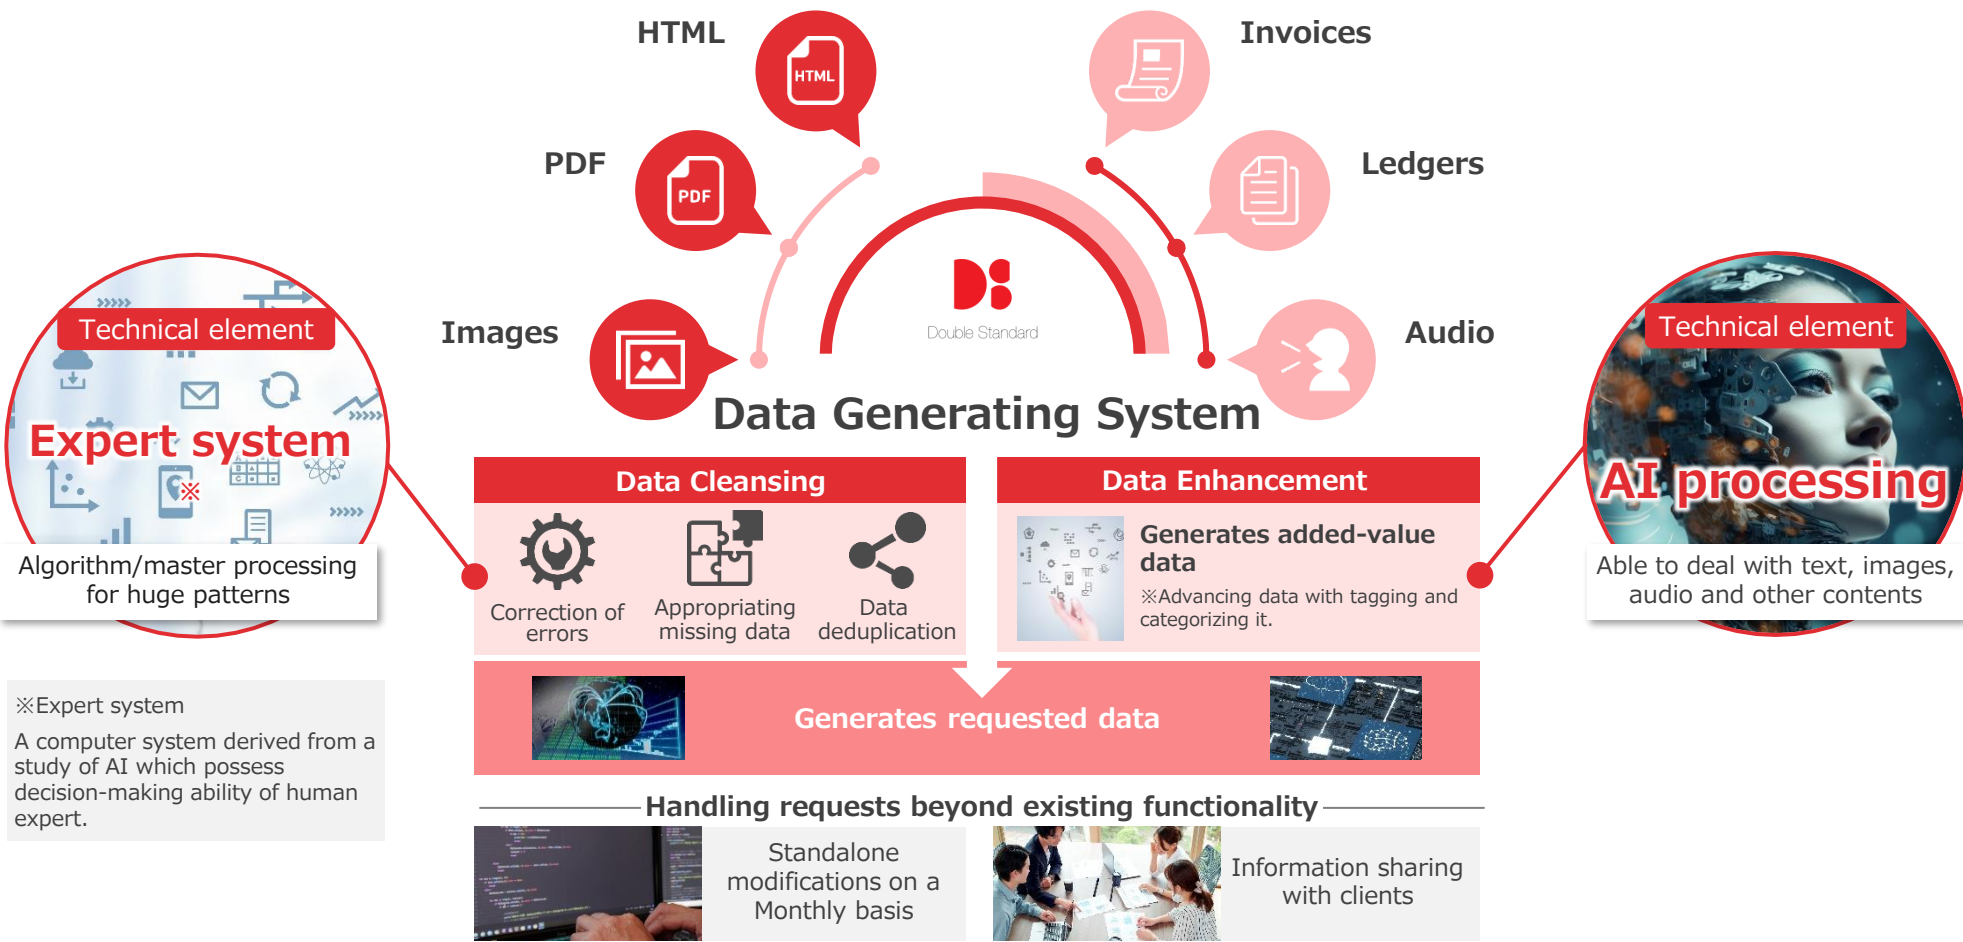 HTML
HTML
Invoices
PDF
PDF
Ledgers
Images
Audio
Double Standard
Data Generating System
Technical element
Expert system
※
Algorithm/master processing
for huge patterns
Technical element
AI processing
Able to deal with text, images,
audio and other contents
Data Cleansing
Correction of
errors
Appropriating
missing data
Data
deduplication
Data Enhancement
Generates added-value
data
※Advancing data with tagging and
categorizing it.
Generates requested data
※Expert system
A computer system derived from a
study of AI which possess
decision-making ability of human
expert.
Handling requests beyond existing functionality
Standalone
modifications on a
Monthly basis
Information sharing
with clients